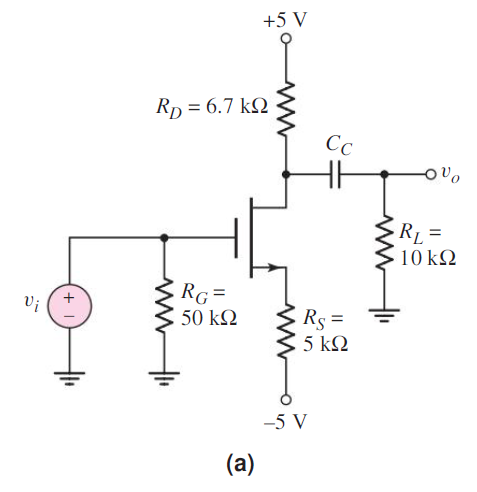 +5 V
R_D = 6.7 kΩ
C_C
v_o
R_L =
10 kΩ
v_i
+
−
R_G =
50 kΩ
R_S =
5 kΩ
−5 V
(a)